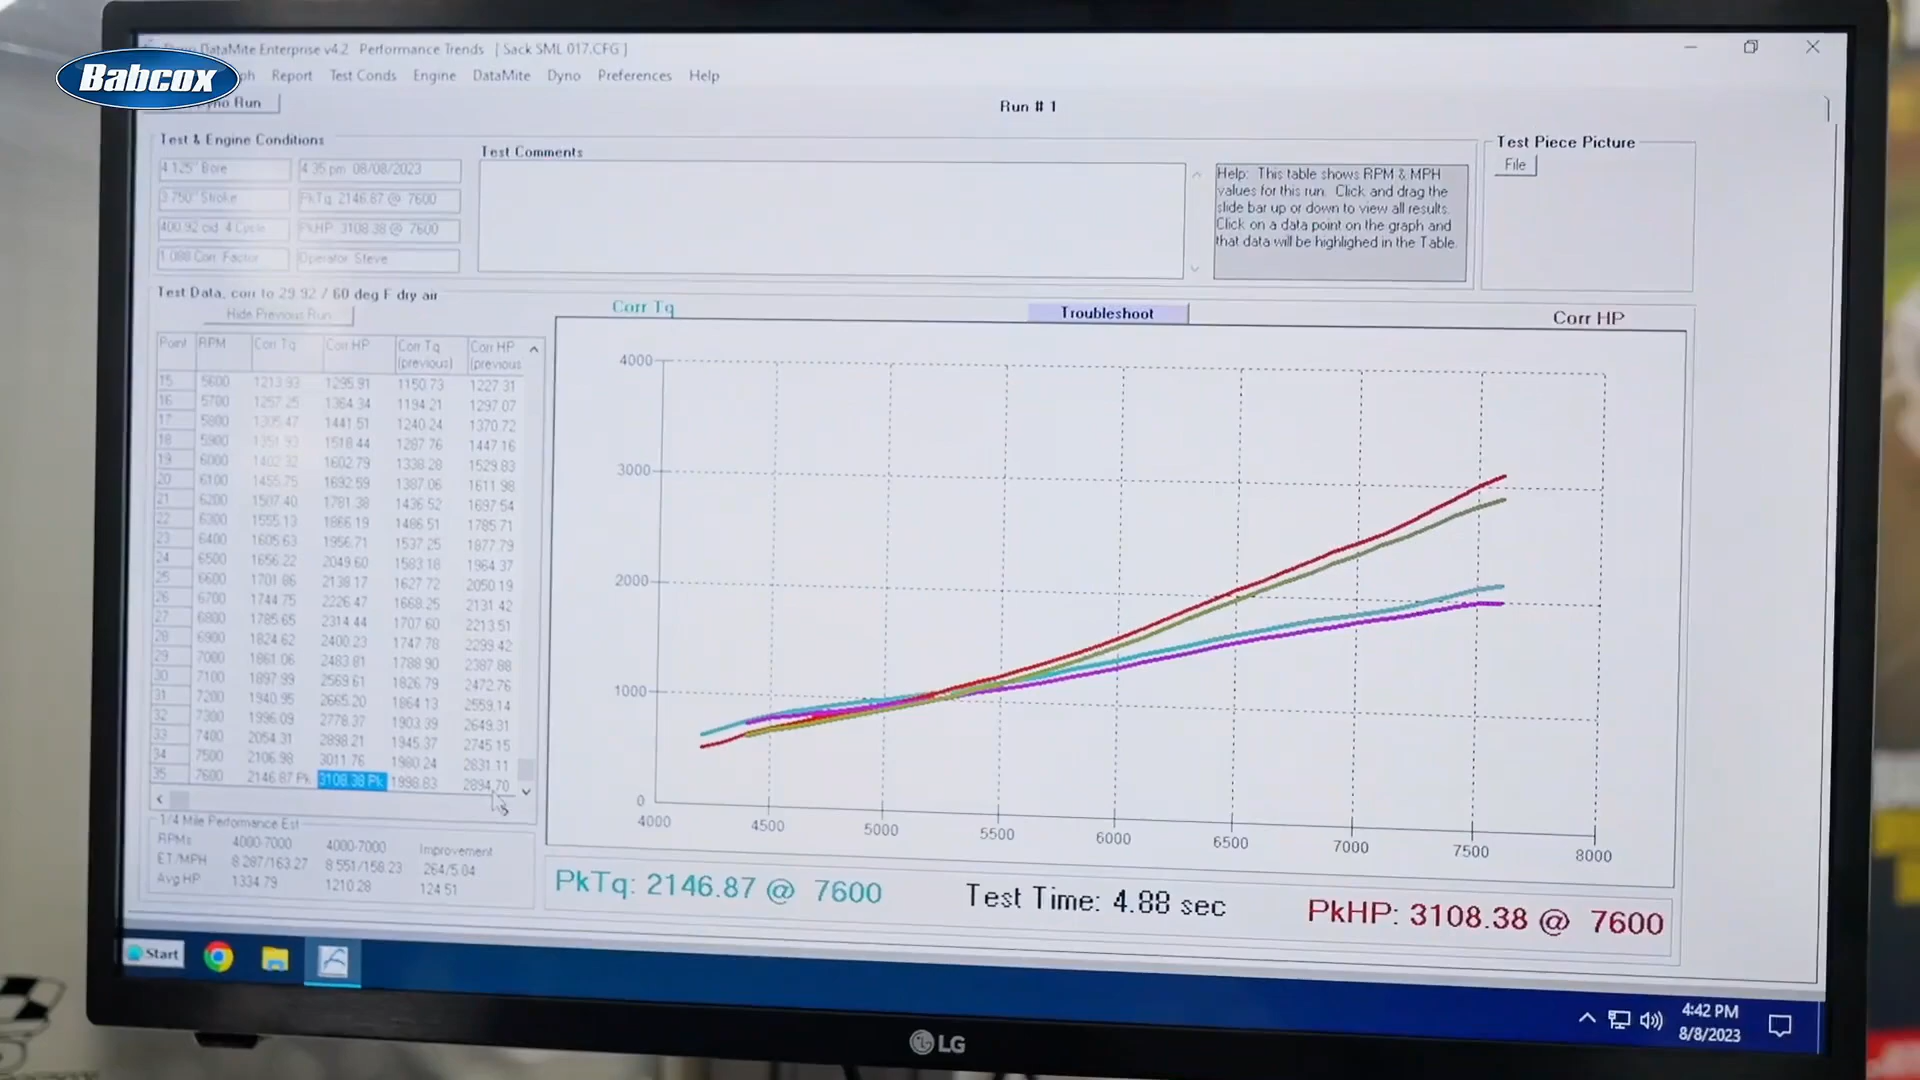 Babcox
DataMite Enterprise v4.2 Performance Trends [ Sack SML 017.CFG ]
Report Test Conds Engine DataMite Dyno Preferences Help
Run
Run # 1
Test & Engine Conditions
4.125" Bore 4:35 pm 08/08/2023
3.750" Stroke PkTq: 2146.87 @ 7600
400.92 cid 4 Cycle PkHP: 3108.38 @ 7600
1.088 Corr. Factor Operator Steve
Test Comments
Help: This table shows RPM & MPH
values for this run. Click and drag the
slide bar up or down to view all results.
Click on a data point on the graph and
that data will be highlighed in the Table.
Test Piece Picture
File
Test Data, corr to 29.92 / 60 deg F dry air
Hide Previous Run
Point RPM Corr Tq Corr HP Corr Tq (previous) Corr HP (previous
15 5600 1213.93 1295.91 1150.73 1227.31
16 5700 1257.25 1364.34 1194.21 1297.07
17 5800 1305.47 1441.51 1240.24 1370.72
18 5900 1351.93 1518.44 1287.76 1447.16
19 6000 1402.32 1602.79 1338.28 1529.83
20 6100 1455.75 1692.59 1387.06 1611.98
21 6200 1507.40 1781.38 1436.52 1697.54
22 6300 1555.13 1866.19 1486.51 1785.71
23 6400 1605.63 1956.71 1537.25 1877.79
24 6500 1656.22 2049.60 1583.18 1964.37
25 6600 1701.86 2138.17 1627.72 2050.19
26 6700 1744.75 2226.47 1668.25 2131.42
27 6800 1785.65 2314.44 1707.60 2213.51
28 6900 1824.62 2400.23 1747.78 2299.42
29 7000 1861.06 2483.81 1788.90 2387.88
30 7100 1897.99 2569.61 1826.79 2472.76
31 7200 1940.95 2665.20 1864.13 2559.14
32 7300 1996.09 2778.37 1903.39 2649.31
33 7400 2054.31 2898.21 1945.37 2745.15
34 7500 2106.98 3011.76 1980.24 2831.11
35 7600 2146.87 Pk 3108.38 Pk 1998.83 2894.70
1/4 Mile Performance Est
RPMs 4000-7000 4000-7000 Improvement
ET/MPH 8.287/163.27 8.551/158.23 .264/5.04
Avg HP 1334.79 1210.28 124.51
Corr Tq
Troubleshoot
Corr HP
4000
3000
2000
1000
0
4000 4500 5000 5500 6000 6500 7000 7500 8000
PkTq: 2146.87 @ 7600
Test Time: 4.88 sec
PkHP: 3108.38 @ 7600
Start
4:42 PM
8/8/2023
LG